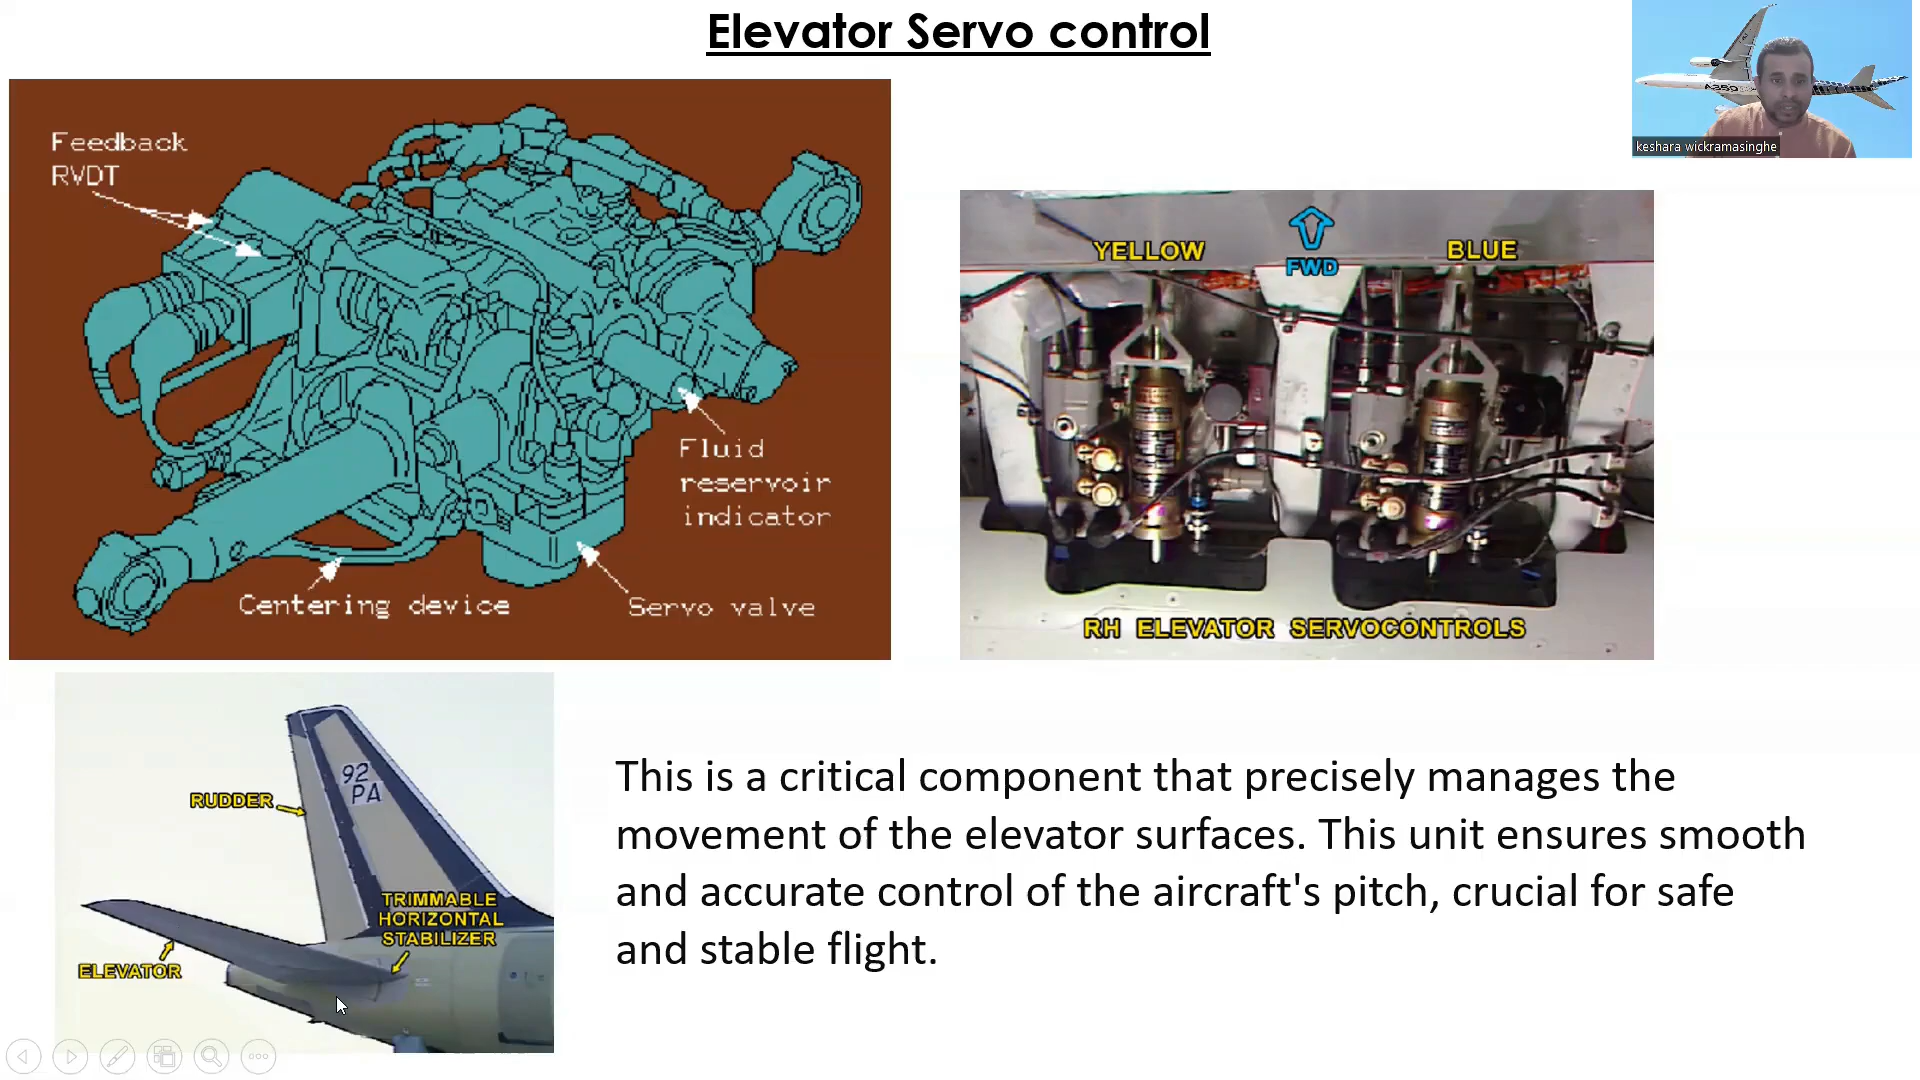 Elevator Servo control
A350
keshara wickramasinghe
Feedback
RVDT
Fluid
reservoir
indicator
Centering device
Servo valve
YELLOW
FWD
BLUE
RH ELEVATOR SERVOCONTROLS
92
PA
RUDDER
TRIMMABLE
HORIZONTAL
STABILIZER
ELEVATOR
This is a critical component that precisely manages the
movement of the elevator surfaces. This unit ensures smooth
and accurate control of the aircraft's pitch, crucial for safe
and stable flight.